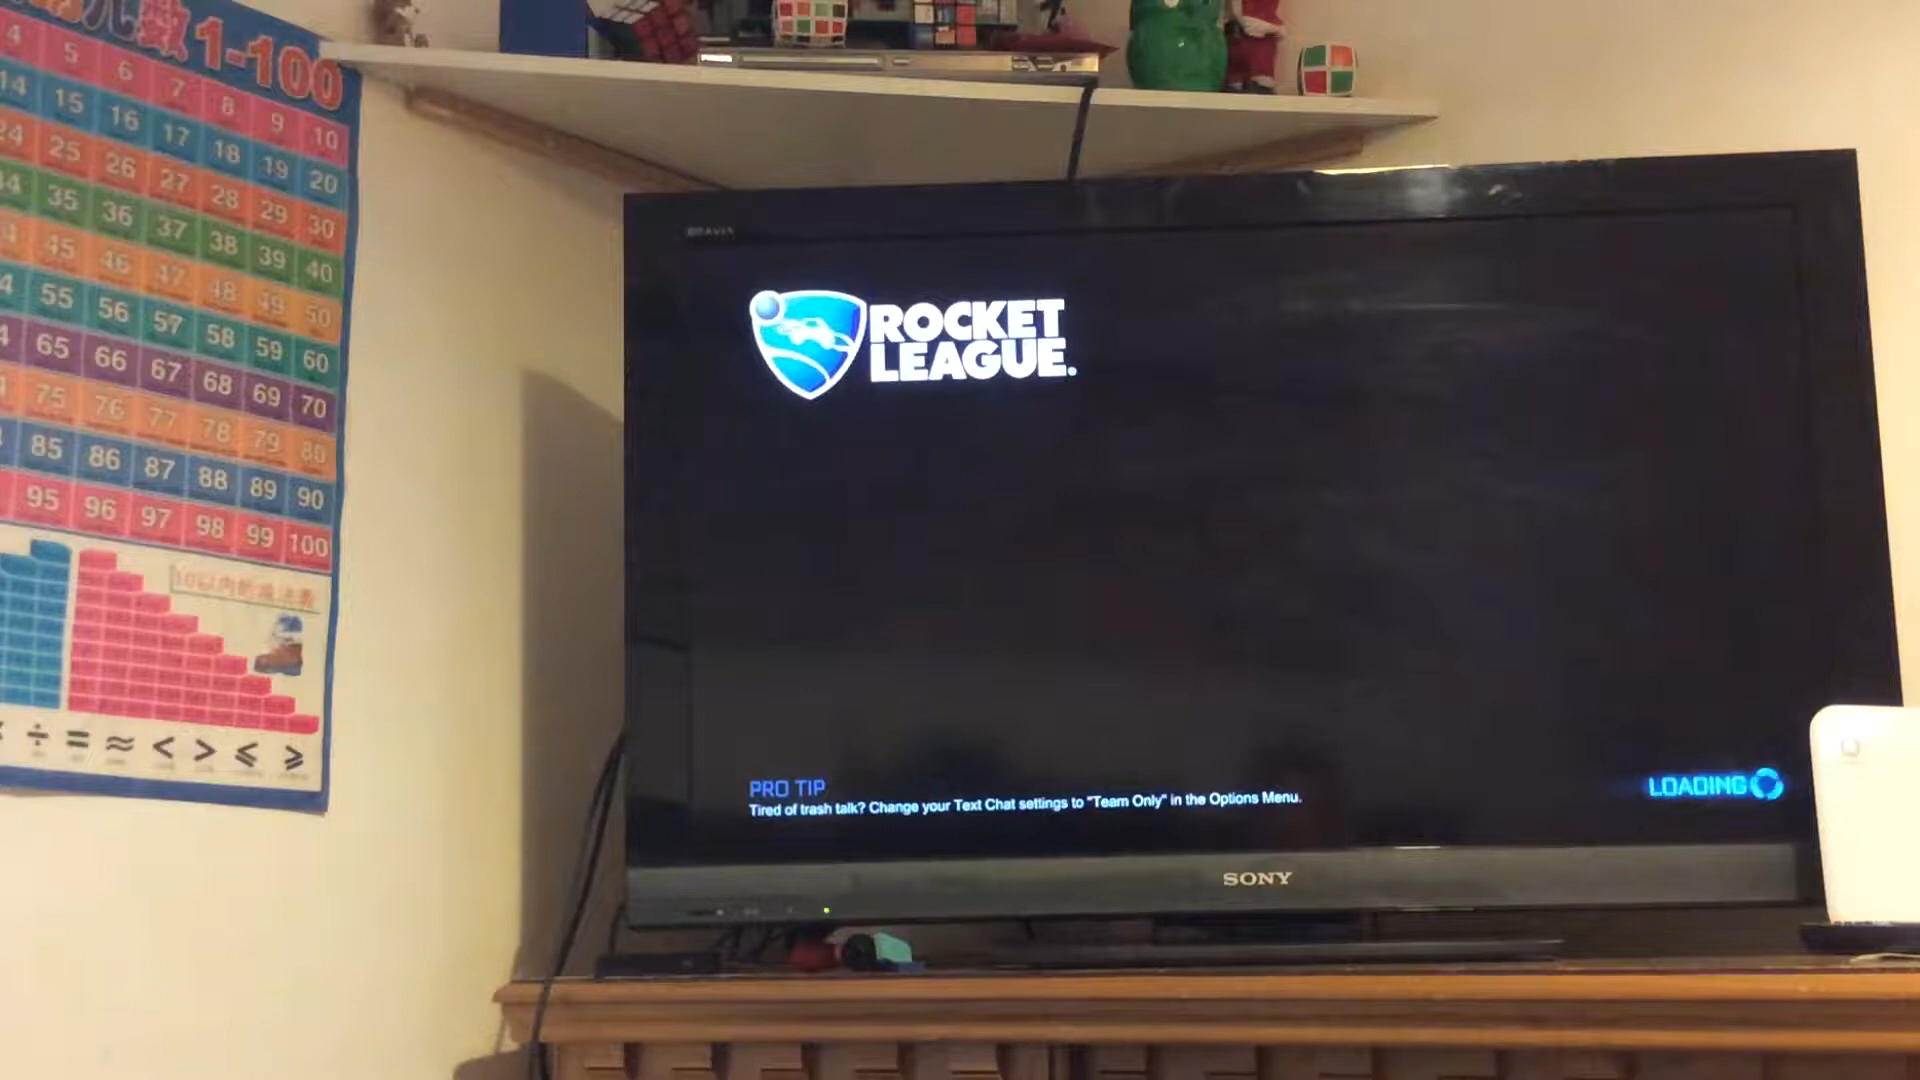 数1-100
4 5 6 7 8 9 10
14 15 16 17 18 19 20
24 25 26 27 28 29 30
34 35 36 37 38 39 40
45 46 47 48 49 50
55 56 57 58 59 60
65 66 67 68 69 70
75 76 77 78 79 80
85 86 87 88 89 90
95 96 97 98 99 100
÷ = ≈ < > ≤ ≥
BRAVIA
ROCKET
LEAGUE.
PRO TIP
Tired of trash talk? Change your Text Chat settings to "Team Only" in the Options Menu.
LOADING
SONY